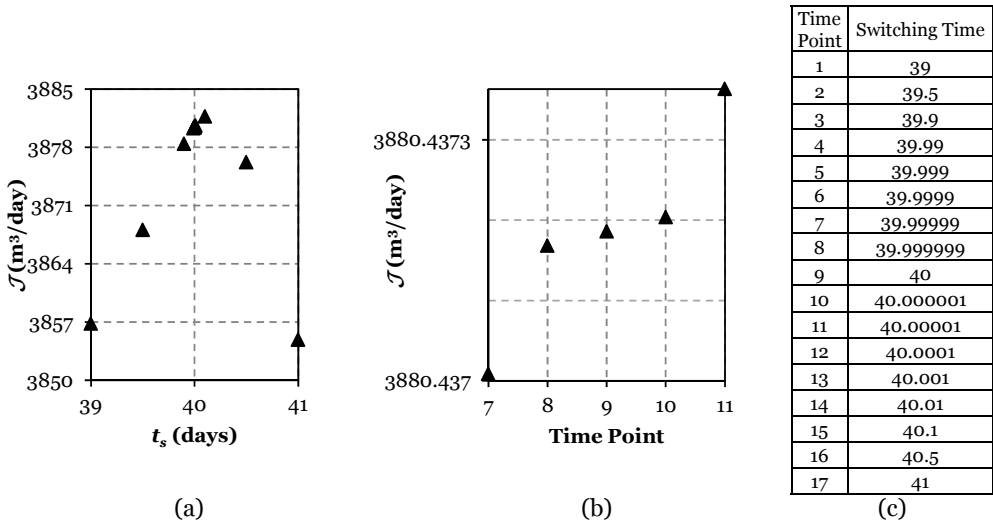 3885
3878
3871
3864
3857
3850
39 40 41
𝒥 (m³/day)
tₛ (days)
(a)
3880.4373
3880.437
7 8 9 10 11
𝒥 (m³/day)
Time Point
(b)
Time Point Switching Time
1 39
2 39.5
3 39.9
4 39.99
5 39.999
6 39.9999
7 39.99999
8 39.999999
9 40
10 40.000001
11 40.00001
12 40.0001
13 40.001
14 40.01
15 40.1
16 40.5
17 41
(c)